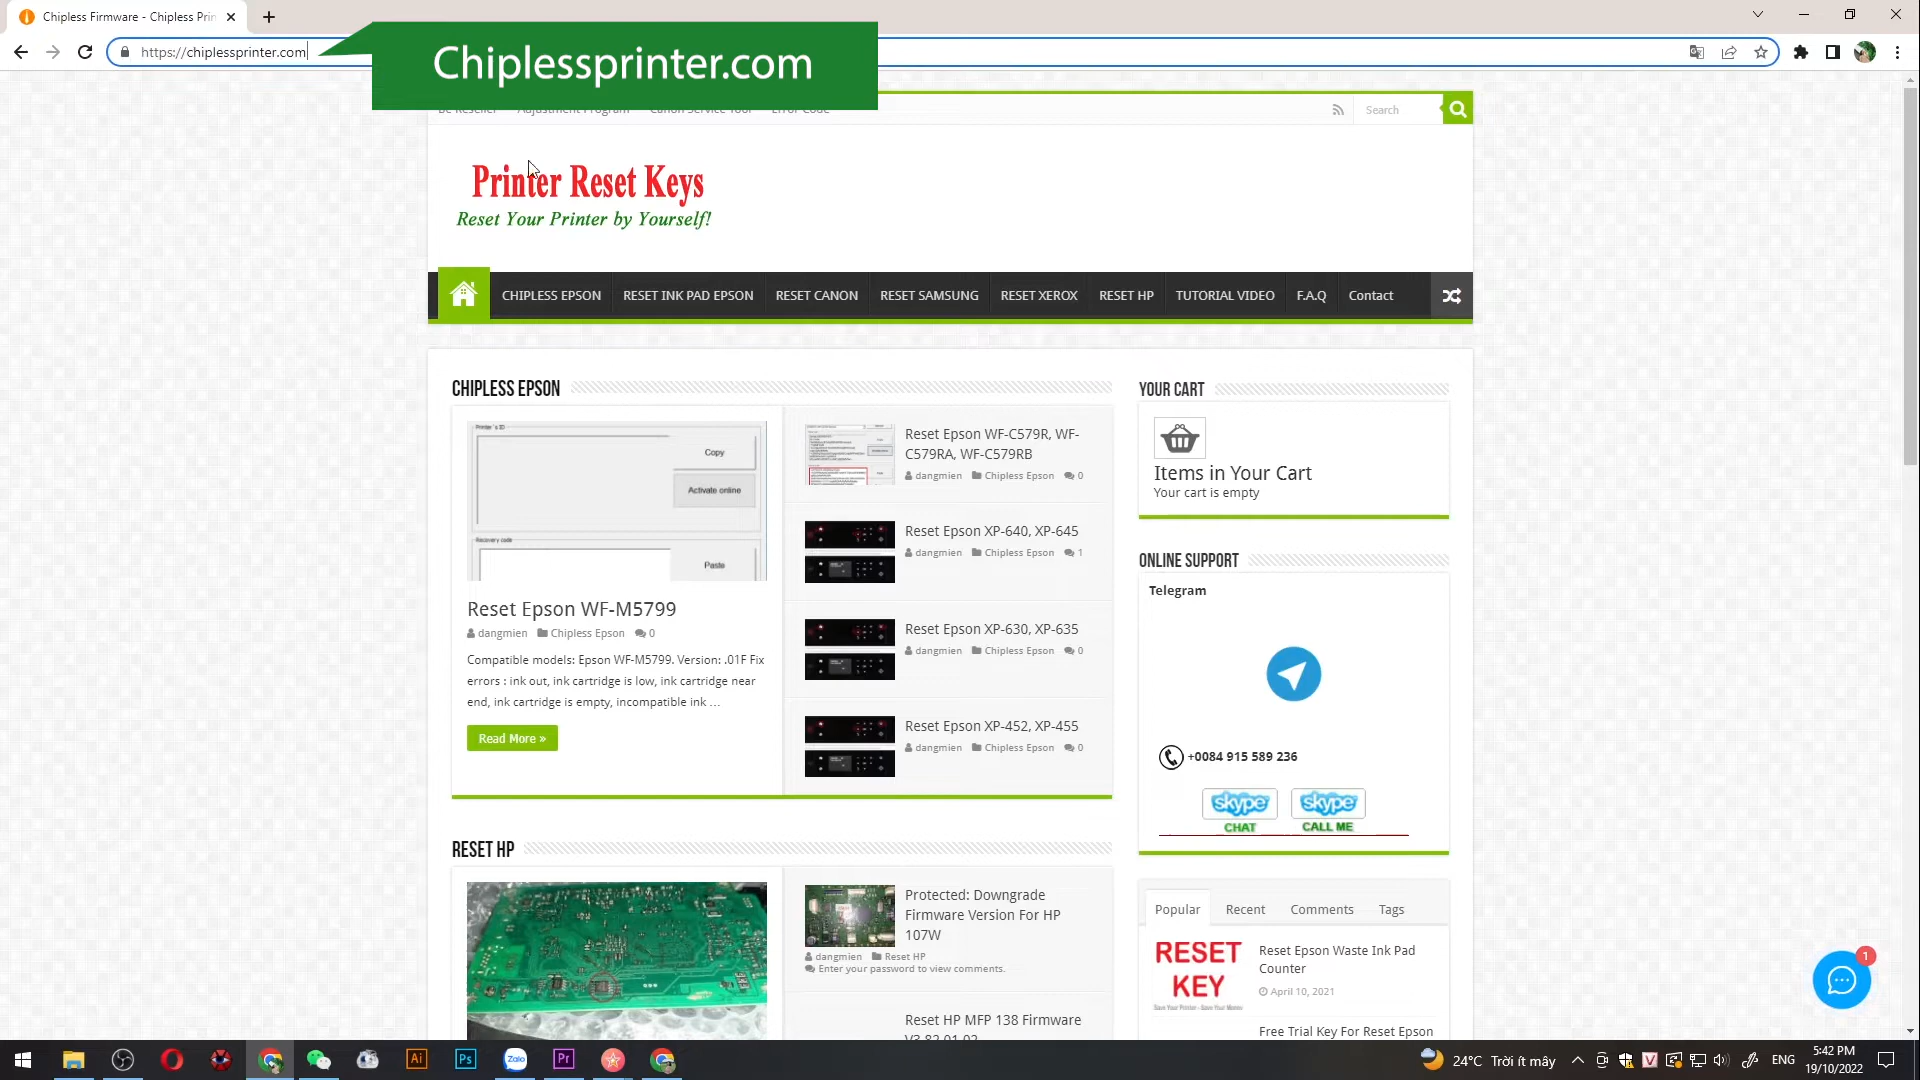 Chipless Firmware - Chipless Prin
https://chiplessprinter.com
Chiplessprinter.com
Be Reseller Adjustment Program Canon Service Tool Error Code
Search
Printer Reset Keys
Reset Your Printer by Yourself!
CHIPLESS EPSON RESET INK PAD EPSON RESET CANON RESET SAMSUNG RESET XEROX RESET HP TUTORIAL VIDEO F.A.Q Contact
CHIPLESS EPSON
Printer's ID
Copy
Activate online
Recovery code
Paste
Reset Epson WF-M5799
dangmien Chipless Epson 0
Compatible models: Epson WF-M5799. Version: .01F Fix
errors : ink out, ink cartridge is low, ink cartridge near
end, ink cartridge is empty, incompatible ink …
Read More »
Reset Epson WF-C579R, WF-
C579RA, WF-C579RB
dangmien Chipless Epson 0
Reset Epson XP-640, XP-645
dangmien Chipless Epson 1
Reset Epson XP-630, XP-635
dangmien Chipless Epson 0
Reset Epson XP-452, XP-455
dangmien Chipless Epson 0
YOUR CART
Items in Your Cart
Your cart is empty
ONLINE SUPPORT
Telegram
+0084 915 589 236
skype skype
CHAT CALL ME
RESET HP
Protected: Downgrade
Firmware Version For HP
107W
dangmien Reset HP
Enter your password to view comments.
Reset HP MFP 138 Firmware
V3.82.01.02
Popular Recent Comments Tags
RESET
KEY
Save Your Printer - Save Your Money
Reset Epson Waste Ink Pad
Counter
April 10, 2021
Free Trial Key For Reset Epson
1
Ai Ps Zalo Pr
24°C Trời ít mây
V
ENG
5:42 PM
19/10/2022